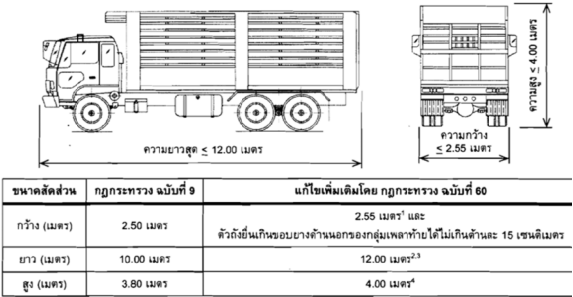 ความสูง ≤ 4.00 เมตร
ความยาวสุด ≤ 12.00 เมตร
ความกว้าง
≤ 2.55 เมตร
ขนาดสัดส่วน กฎกระทรวง ฉบับที่ 9 แก้ไขเพิ่มเติมโดย กฎกระทรวง ฉบับที่ 60
กว้าง (เมตร) 2.50 เมตร 2.55 เมตร¹ และ
ตัวถังยื่นเกินขอบยางด้านนอกของกลุ่มเพลาท้ายได้ไม่เกินด้านละ 15 เซนติเมตร
ยาว (เมตร) 10.00 เมตร 12.00 เมตร²,³
สูง (เมตร) 3.80 เมตร 4.00 เมตร⁴